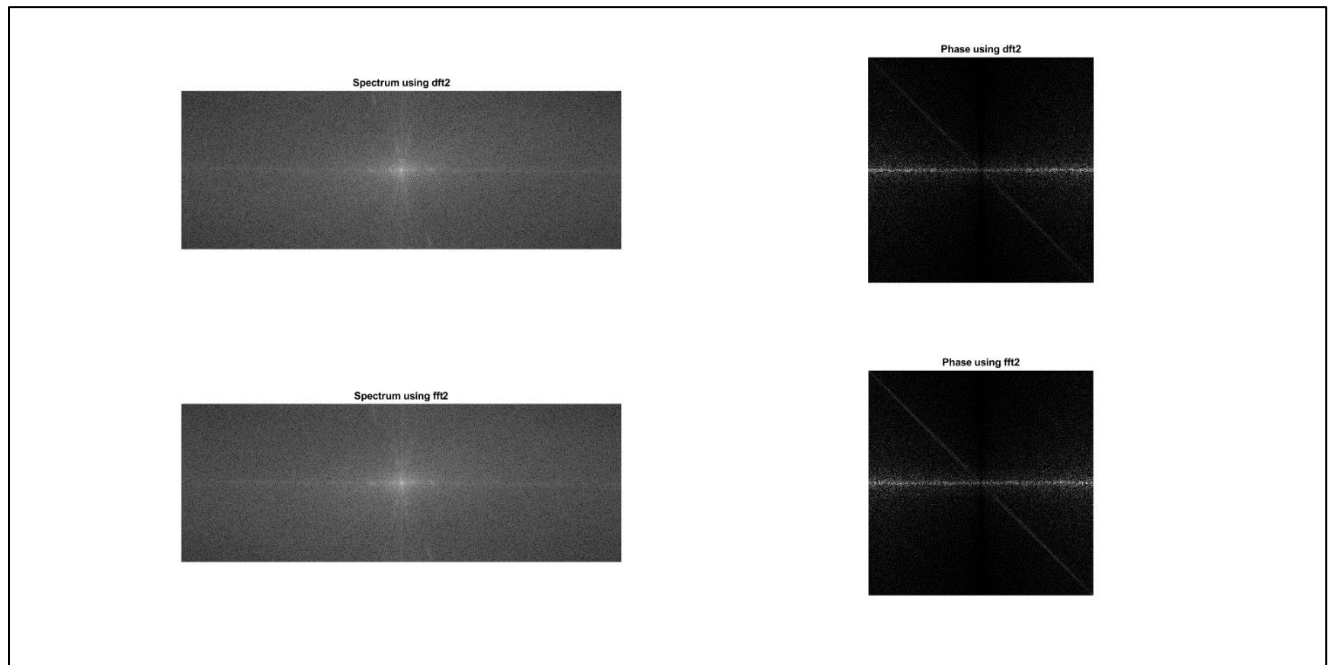 Spectrum using dft2
Phase using dft2
Spectrum using fft2
Phase using fft2